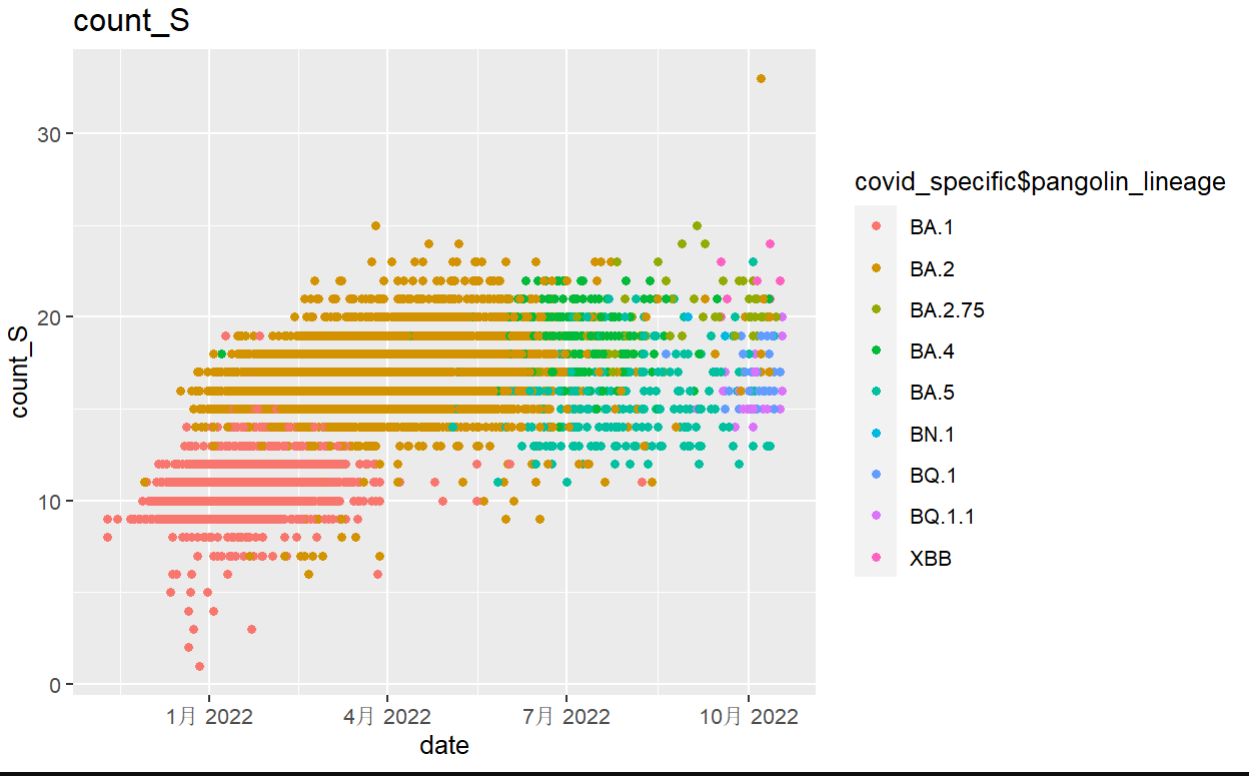 count_S
count_S
30
20
10
0
1月 2022
4月 2022
7月 2022
10月 2022
date
covid_specific$pangolin_lineage
BA.1
BA.2
BA.2.75
BA.4
BA.5
BN.1
BQ.1
BQ.1.1
XBB